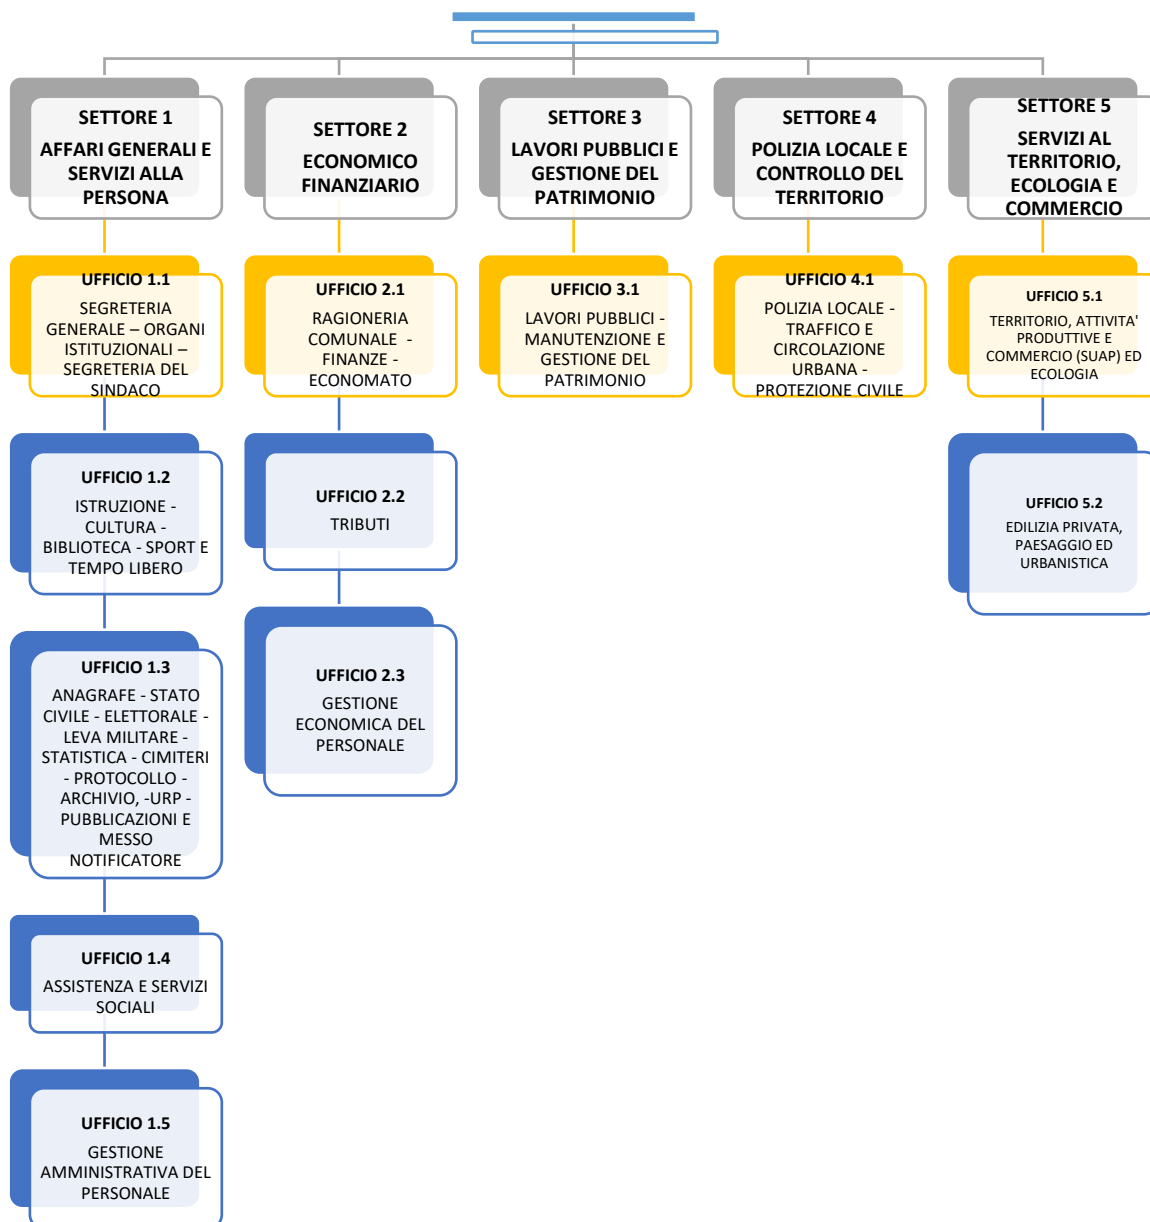 SETTORE 1
AFFARI GENERALI E
SERVIZI ALLA
PERSONA
SETTORE 2
ECONOMICO
FINANZIARIO
SETTORE 3
LAVORI PUBBLICI E
GESTIONE DEL
PATRIMONIO
SETTORE 4
POLIZIA LOCALE E
CONTROLLO DEL
TERRITORIO
SETTORE 5
SERVIZI AL
TERRITORIO,
ECOLOGIA E
COMMERCIO
UFFICIO 1.1
SEGRETERIA
GENERALE – ORGANI
ISTITUZIONALI –
SEGRETERIA DEL
SINDACO
UFFICIO 2.1
RAGIONERIA
COMUNALE -
FINANZE -
ECONOMATO
UFFICIO 3.1
LAVORI PUBBLICI -
MANUTENZIONE E
GESTIONE DEL
PATRIMONIO
UFFICIO 4.1
POLIZIA LOCALE -
TRAFFICO E
CIRCOLAZIONE
URBANA -
PROTEZIONE CIVILE
UFFICIO 5.1
TERRITORIO, ATTIVITA'
PRODUTTIVE E
COMMERCIO (SUAP) ED
ECOLOGIA
UFFICIO 1.2
ISTRUZIONE -
CULTURA -
BIBLIOTECA - SPORT E
TEMPO LIBERO
UFFICIO 2.2
TRIBUTI
UFFICIO 5.2
EDILIZIA PRIVATA,
PAESAGGIO ED
URBANISTICA
UFFICIO 1.3
ANAGRAFE - STATO
CIVILE - ELETTORALE -
LEVA MILITARE -
STATISTICA - CIMITERI
- PROTOCOLLO -
ARCHIVIO, -URP -
PUBBLICAZIONI E
MESSO
NOTIFICATORE
UFFICIO 2.3
GESTIONE
ECONOMICA DEL
PERSONALE
UFFICIO 1.4
ASSISTENZA E SERVIZI
SOCIALI
UFFICIO 1.5
GESTIONE
AMMINISTRATIVA DEL
PERSONALE